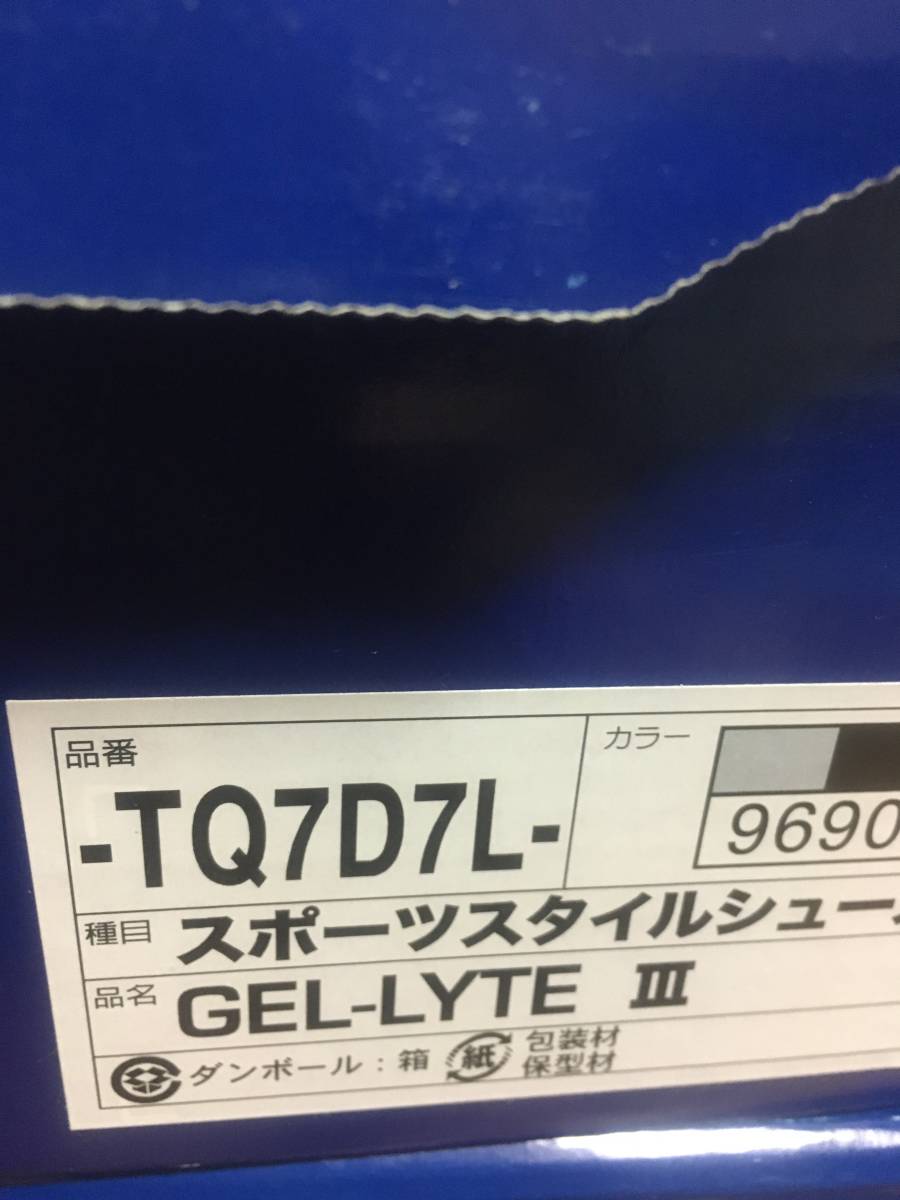 品番
-TQ7D7L-
カラー
9690
種目
スポーツスタイルシュー
品名
GEL-LYTE III
ダンボール：箱
紙
包装材
保型材